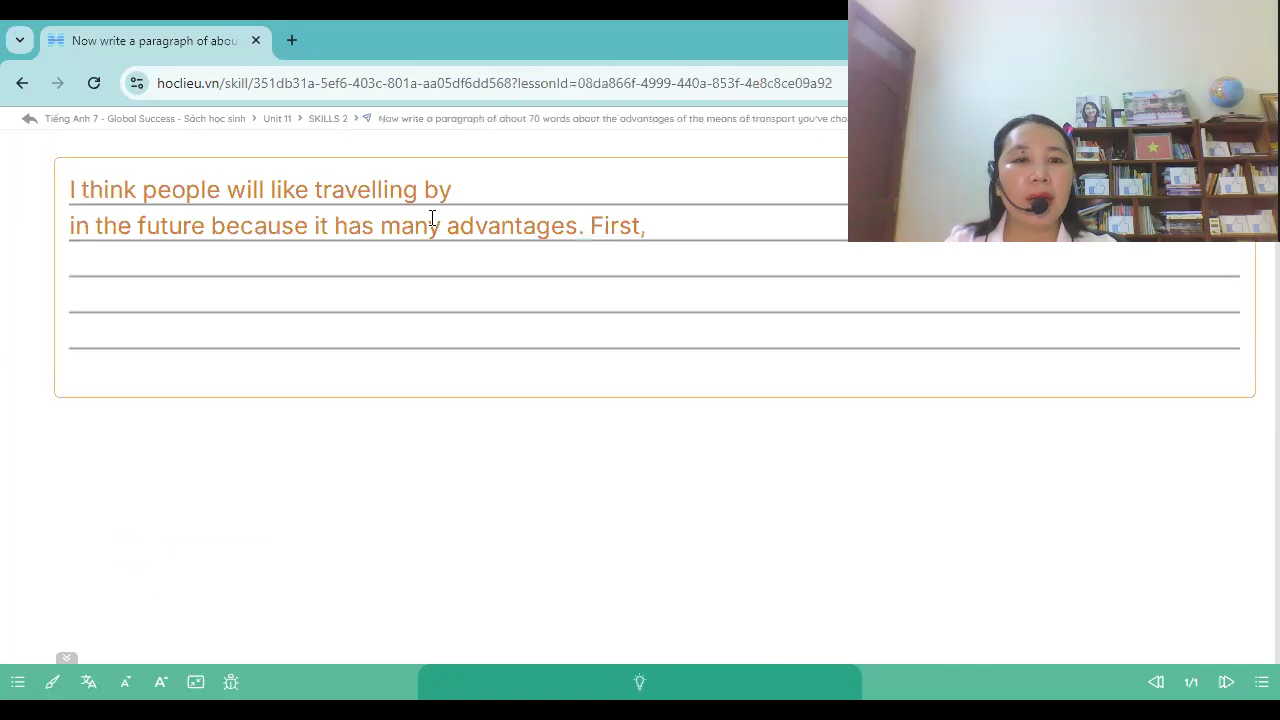 Now write a paragraph of abou
hoclieu.vn/skill/351db31a-5ef6-403c-801a-aa05df6dd568?lessonId=08da866f-4999-440a-853f-4e8c8ce09a92
Tiếng Anh 7 - Global Success - Sách học sinh > Unit 11 > SKILLS 2 > Now write a paragraph of about 70 words about the advantages of the means of transport you've cho
I think people will like travelling by
in the future because it has many advantages. First,
1/1